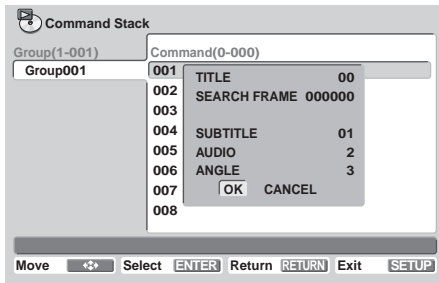 Command Stack
Group(1-001) Command(0-000)
Group001 001
TITLE 00
002 SEARCH FRAME 000000
003
004 SUBTITLE 01
005 AUDIO 2
006 ANGLE 3
007 OK CANCEL
008
Move Select ENTER Return RETURN Exit SETUP